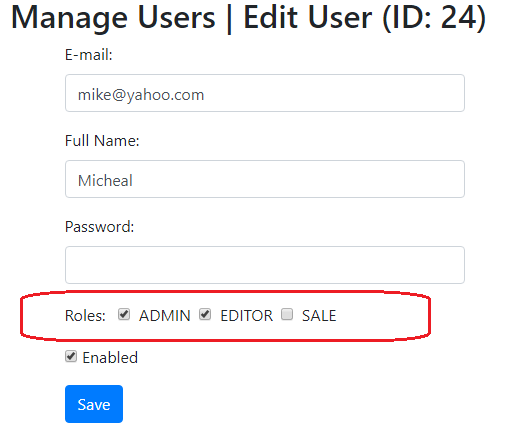 Manage Users | Edit User (ID: 24)
E-mail:
mike@yahoo.com
Full Name:
Micheal
Password:
Roles: ADMIN EDITOR SALE
Enabled
Save